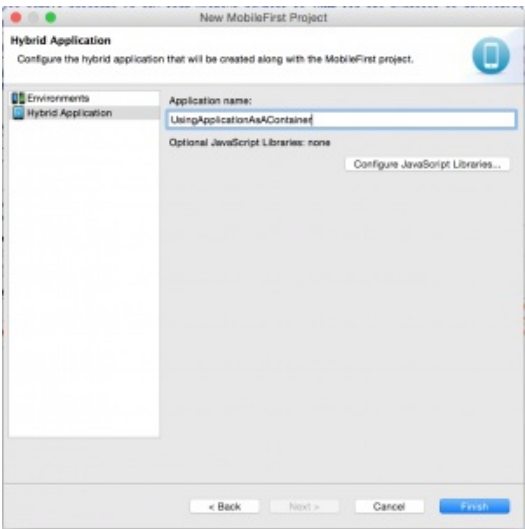 New MobileFirst Project
Hybrid Application
Configure the hybrid application that will be created along with the MobileFirst project.
Environments
Hybrid Application
Application name:
UsingApplicationAsAContainer
Optional JavaScript Libraries: none
Configure JavaScript Libraries...
< Back
Next >
Cancel
Finish